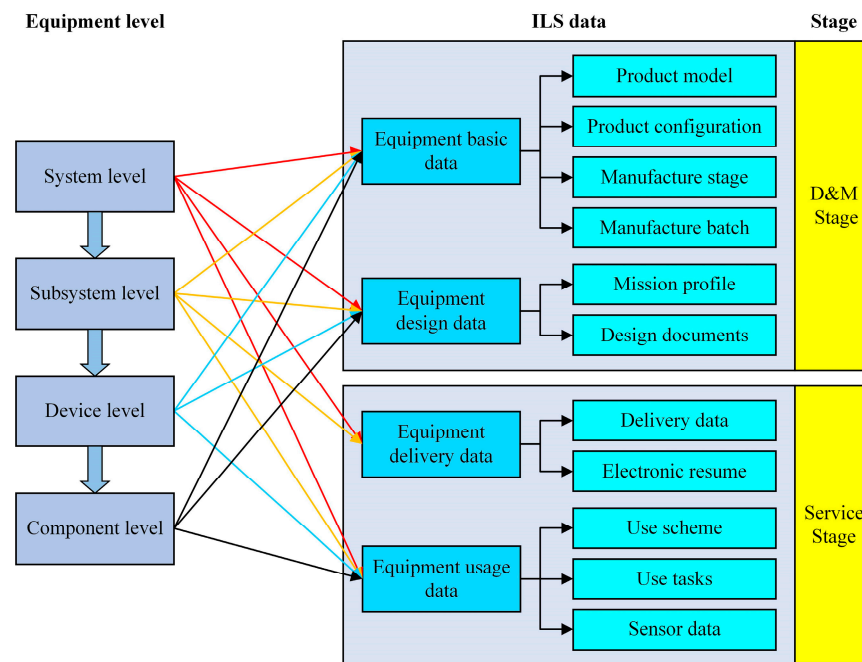 Equipment level
ILS data
Stage
System level
Subsystem level
Device level
Component level
Equipment basic
data
Equipment
design data
Equipment
delivery data
Equipment usage
data
Product model
Product configuration
Manufacture stage
Manufacture batch
Mission profile
Design documents
Delivery data
Electronic resume
Use scheme
Use tasks
Sensor data
D&M
Stage
Service
Stage